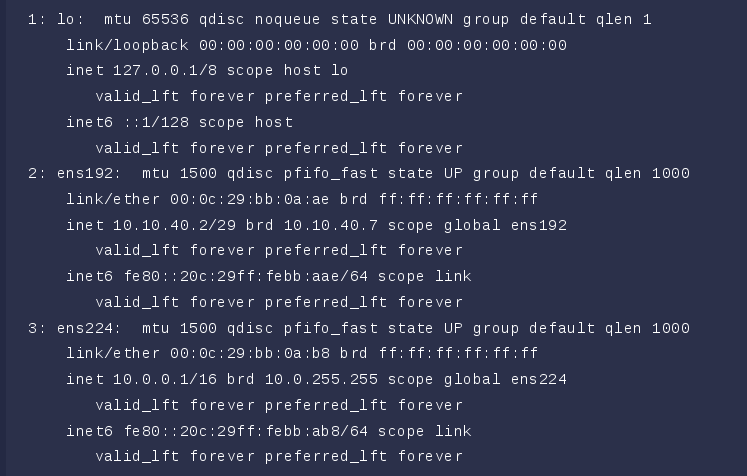 1: lo:  mtu 65536 qdisc noqueue state UNKNOWN group default qlen 1
link/loopback 00:00:00:00:00:00 brd 00:00:00:00:00:00
inet 127.0.0.1/8 scope host lo
valid_lft forever preferred_lft forever
inet6 ::1/128 scope host
valid_lft forever preferred_lft forever
2: ens192:  mtu 1500 qdisc pfifo_fast state UP group default qlen 1000
link/ether 00:0c:29:bb:0a:ae brd ff:ff:ff:ff:ff:ff
inet 10.10.40.2/29 brd 10.10.40.7 scope global ens192
valid_lft forever preferred_lft forever
inet6 fe80::20c:29ff:febb:aae/64 scope link
valid_lft forever preferred_lft forever
3: ens224:  mtu 1500 qdisc pfifo_fast state UP group default qlen 1000
link/ether 00:0c:29:bb:0a:b8 brd ff:ff:ff:ff:ff:ff
inet 10.0.0.1/16 brd 10.0.255.255 scope global ens224
valid_lft forever preferred_lft forever
inet6 fe80::20c:29ff:febb:ab8/64 scope link
valid_lft forever preferred_lft forever